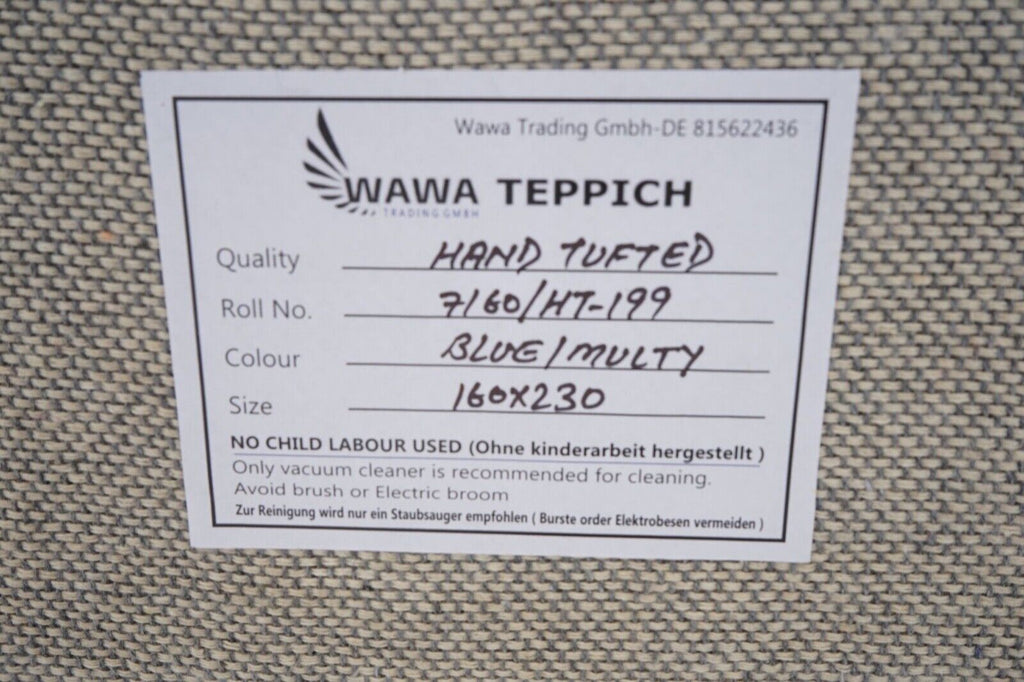 Wawa Trading Gmbh-DE 815622436
WAWA TEPPICH
TRADING GMBH
Quality HAND TUFTED
Roll No. 7160/HT-199
Colour BLUE/MULTY
Size 160X230
NO CHILD LABOUR USED (Ohne kinderarbeit hergestellt )
Only vacuum cleaner is recommended for cleaning.
Avoid brush or Electric broom
Zur Reinigung wird nur ein Staubsauger empfohlen ( Burste order Elektrobesen vermeiden )